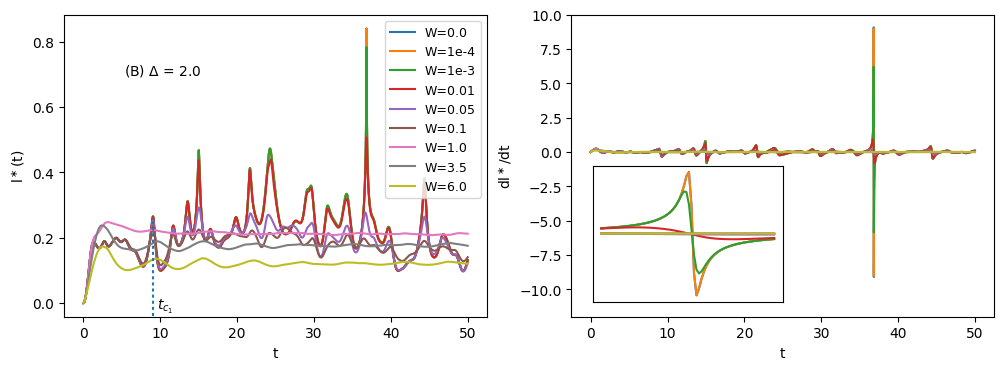 0.8
0.6
0.4
0.2
0.0
l * (t)
(B) Δ = 2.0
W=0.0
W=1e-4
W=1e-3
W=0.01
W=0.05
W=0.1
W=1.0
W=3.5
W=6.0
t_{c_1}
0 10 20 30 40 50
t
10.0
7.5
5.0
2.5
0.0
−2.5
−5.0
−7.5
−10.0
dl * /dt
0 10 20 30 40 50
t